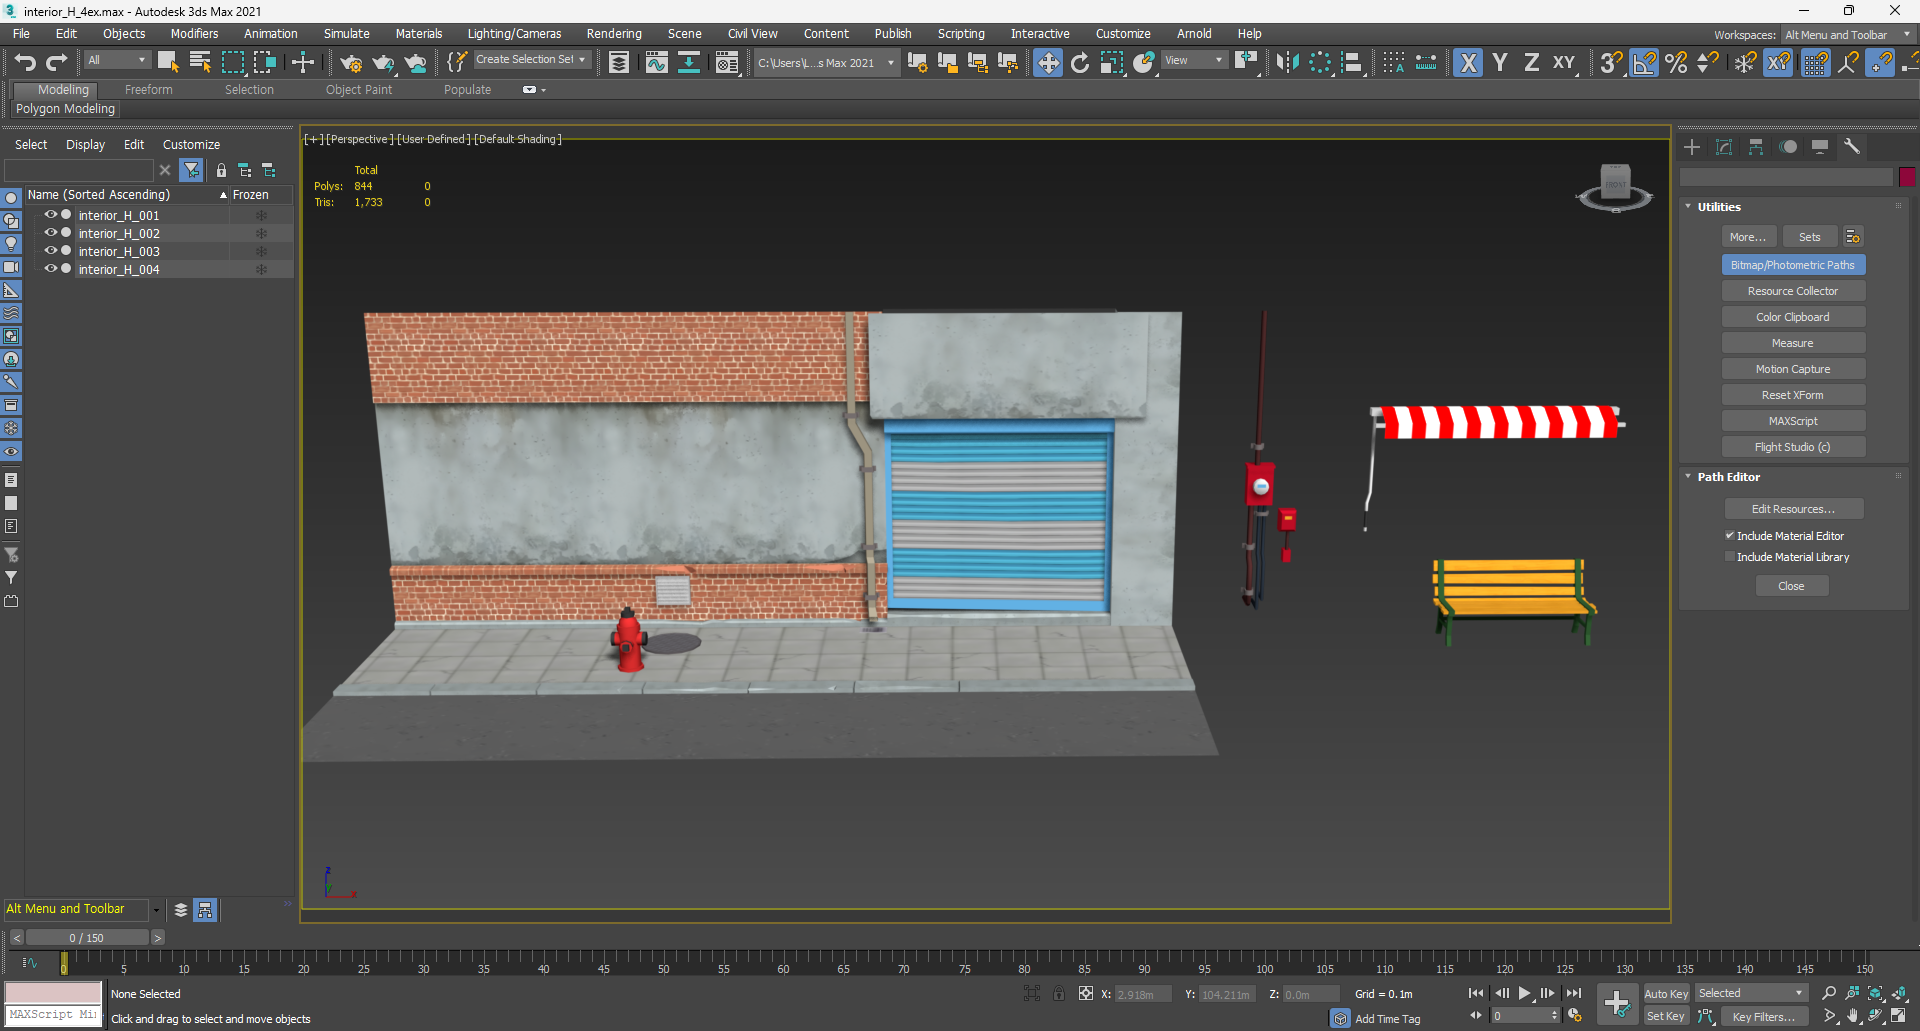 interior_H_4ex.max - Autodesk 3ds Max 2021
File Edit Objects Modifiers Animation Simulate Materials Lighting/Cameras Rendering Scene Civil View Content Publish Scripting Interactive Customize Arnold Help
Workspaces: Alt Menu and Toolbar
All
Create Selection Set
C:\Users\L...s Max 2021
View
X Y Z XY
3
Modeling Freeform Selection Object Paint Populate
Polygon Modeling
Select Display Edit Customize
Name (Sorted Ascending) Frozen
interior_H_001
interior_H_002
interior_H_003
interior_H_004
[+] [Perspective] [User Defined] [Default Shading]
Total
Polys: 844 0
Tris: 1,733 0
FRONT
z
x
Utilities
More... Sets
Bitmap/Photometric Paths
Resource Collector
Color Clipboard
Measure
Motion Capture
Reset XForm
MAXScript
Flight Studio (c)
Path Editor
Edit Resources...
Include Material Editor
Include Material Library
Close
Alt Menu and Toolbar
< 0 / 150 >
0 5 10 15 20 25 30 35 40 45 50 55 60 65 70 75 80 85 90 95 100 105 110 115 120 125 130 135 140 145 150
None Selected
X: 2.918m Y: 104.211m Z: 0.0m Grid = 0.1m
Auto Key Selected
MAXScript Mi
Click and drag to select and move objects
Add Time Tag
0
Set Key Key Filters...